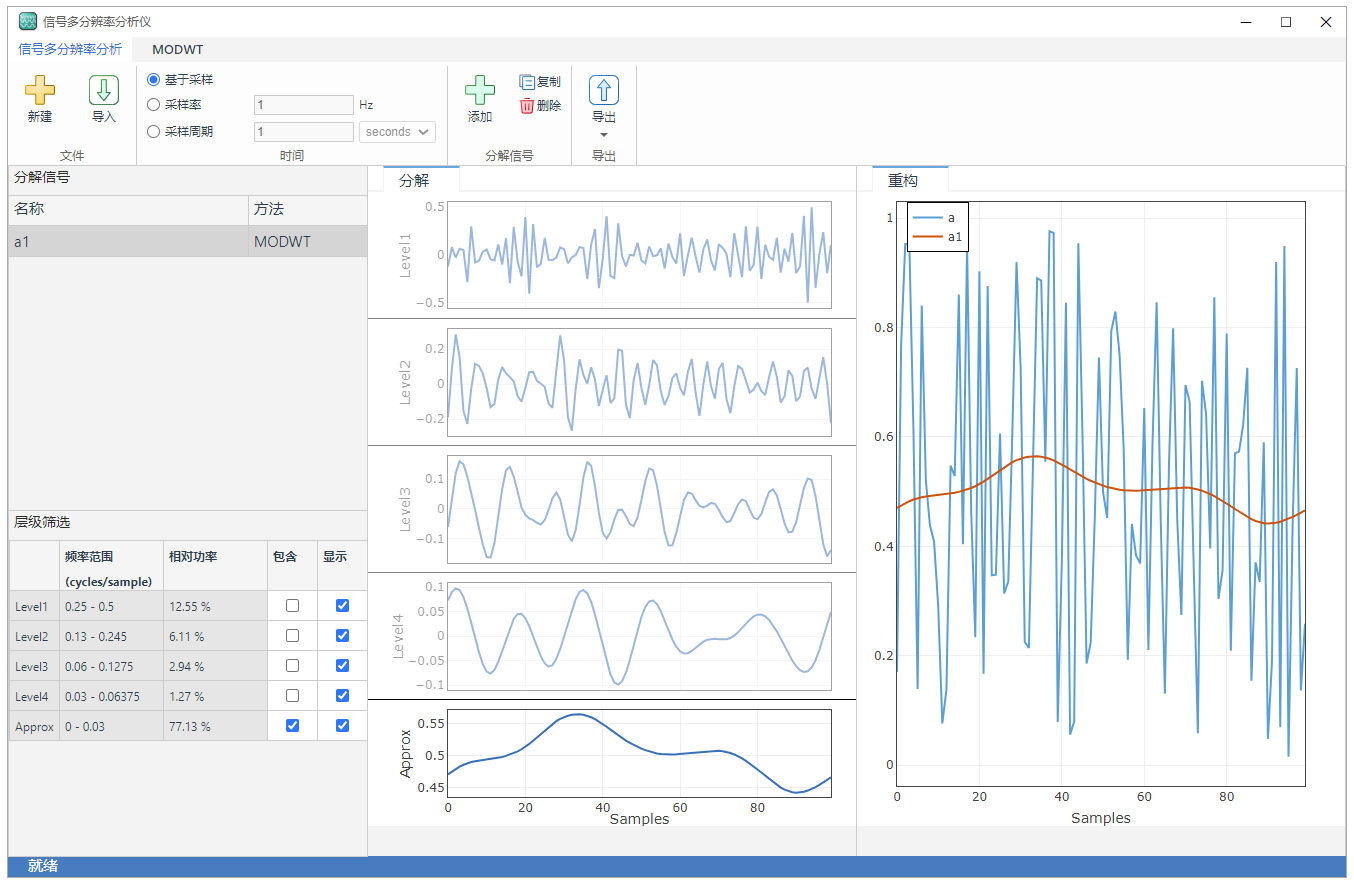 信号多分辨率分析仪
信号多分辨率分析 MODWT
新建
导入
文件
基于采样
采样率 1 Hz
采样周期 1 seconds
时间
添加
复制
删除
分解信号
导出
导出
分解信号
名称 方法
a1 MODWT
层级筛选
频率范围 (cycles/sample) 相对功率 包含 显示
Level1 0.25 - 0.5 12.55 %
Level2 0.13 - 0.245 6.11 %
Level3 0.06 - 0.1275 2.94 %
Level4 0.03 - 0.06375 1.27 %
Approx 0 - 0.03 77.13 %
分解
Level1
0.5
0
−0.5
Level2
0.2
0
−0.2
Level3
0.1
0
−0.1
Level4
0.1
0.05
0
−0.05
−0.1
Approx
0.55
0.5
0.45
0 20 40 60 80
Samples
重构
a
a1
1
0.8
0.6
0.4
0.2
0
0 20 40 60 80
Samples
就绪